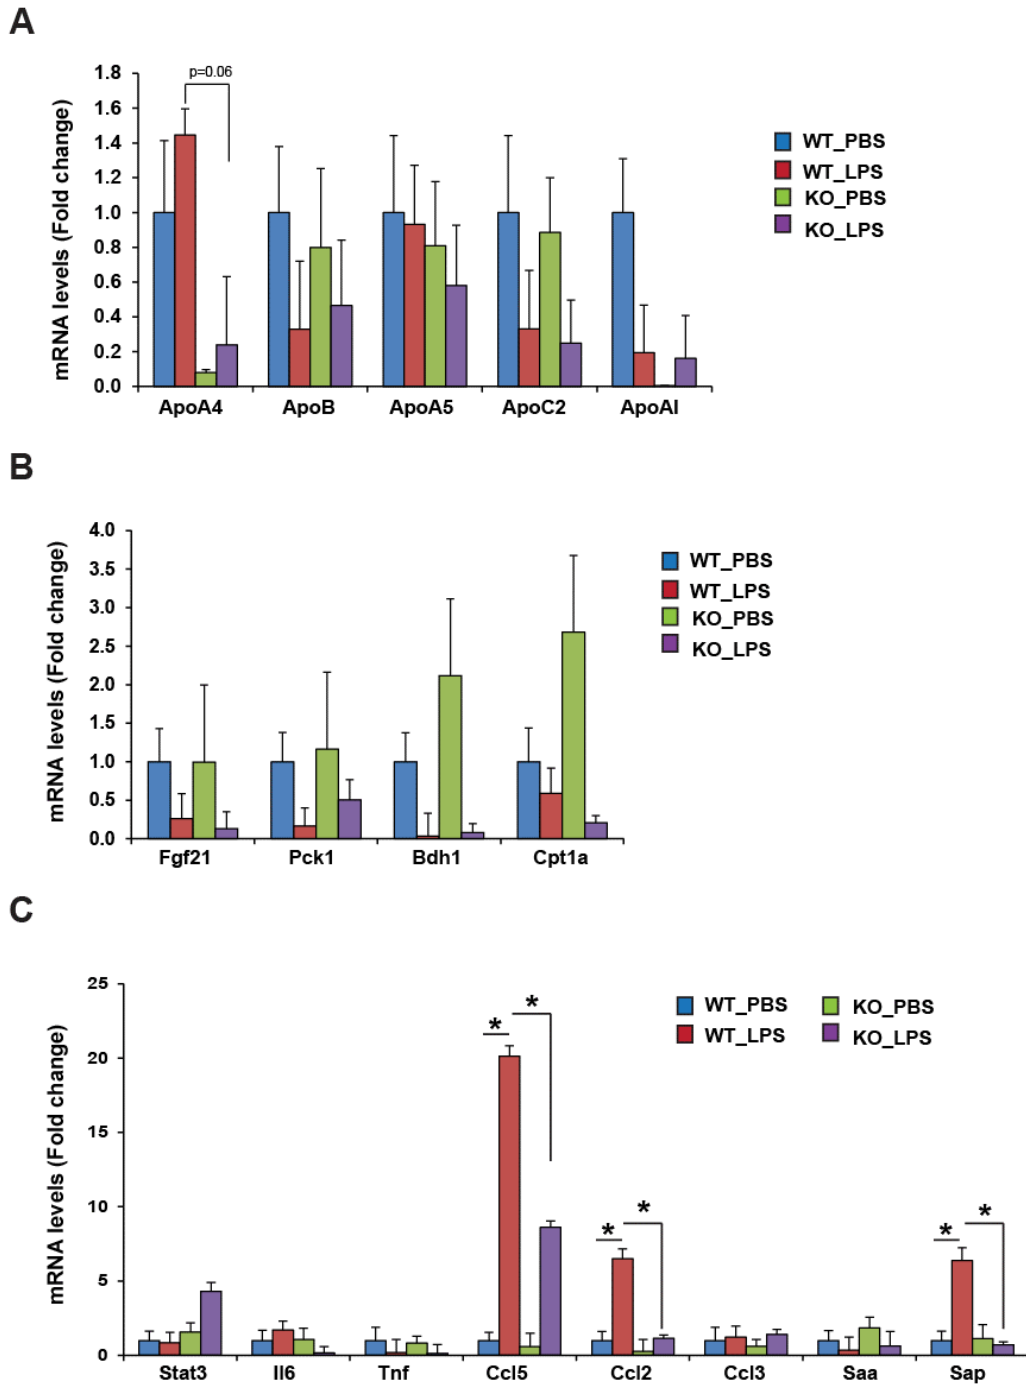 A
mRNA levels (Fold change)
1.8
1.6
1.4
1.2
1.0
0.8
0.6
0.4
0.2
0.0
p=0.06
ApoA4 ApoB ApoA5 ApoC2 ApoAI
WT_PBS
WT_LPS
KO_PBS
KO_LPS
B
mRNA levels (Fold change)
4.0
3.5
3.0
2.5
2.0
1.5
1.0
0.5
0.0
Fgf21 Pck1 Bdh1 Cpt1a
WT_PBS
WT_LPS
KO_PBS
KO_LPS
C
mRNA levels (Fold change)
25
20
15
10
5
0
* *
* *
* *
Stat3 Il6 Tnf Ccl5 Ccl2 Ccl3 Saa Sap
WT_PBS KO_PBS
WT_LPS KO_LPS